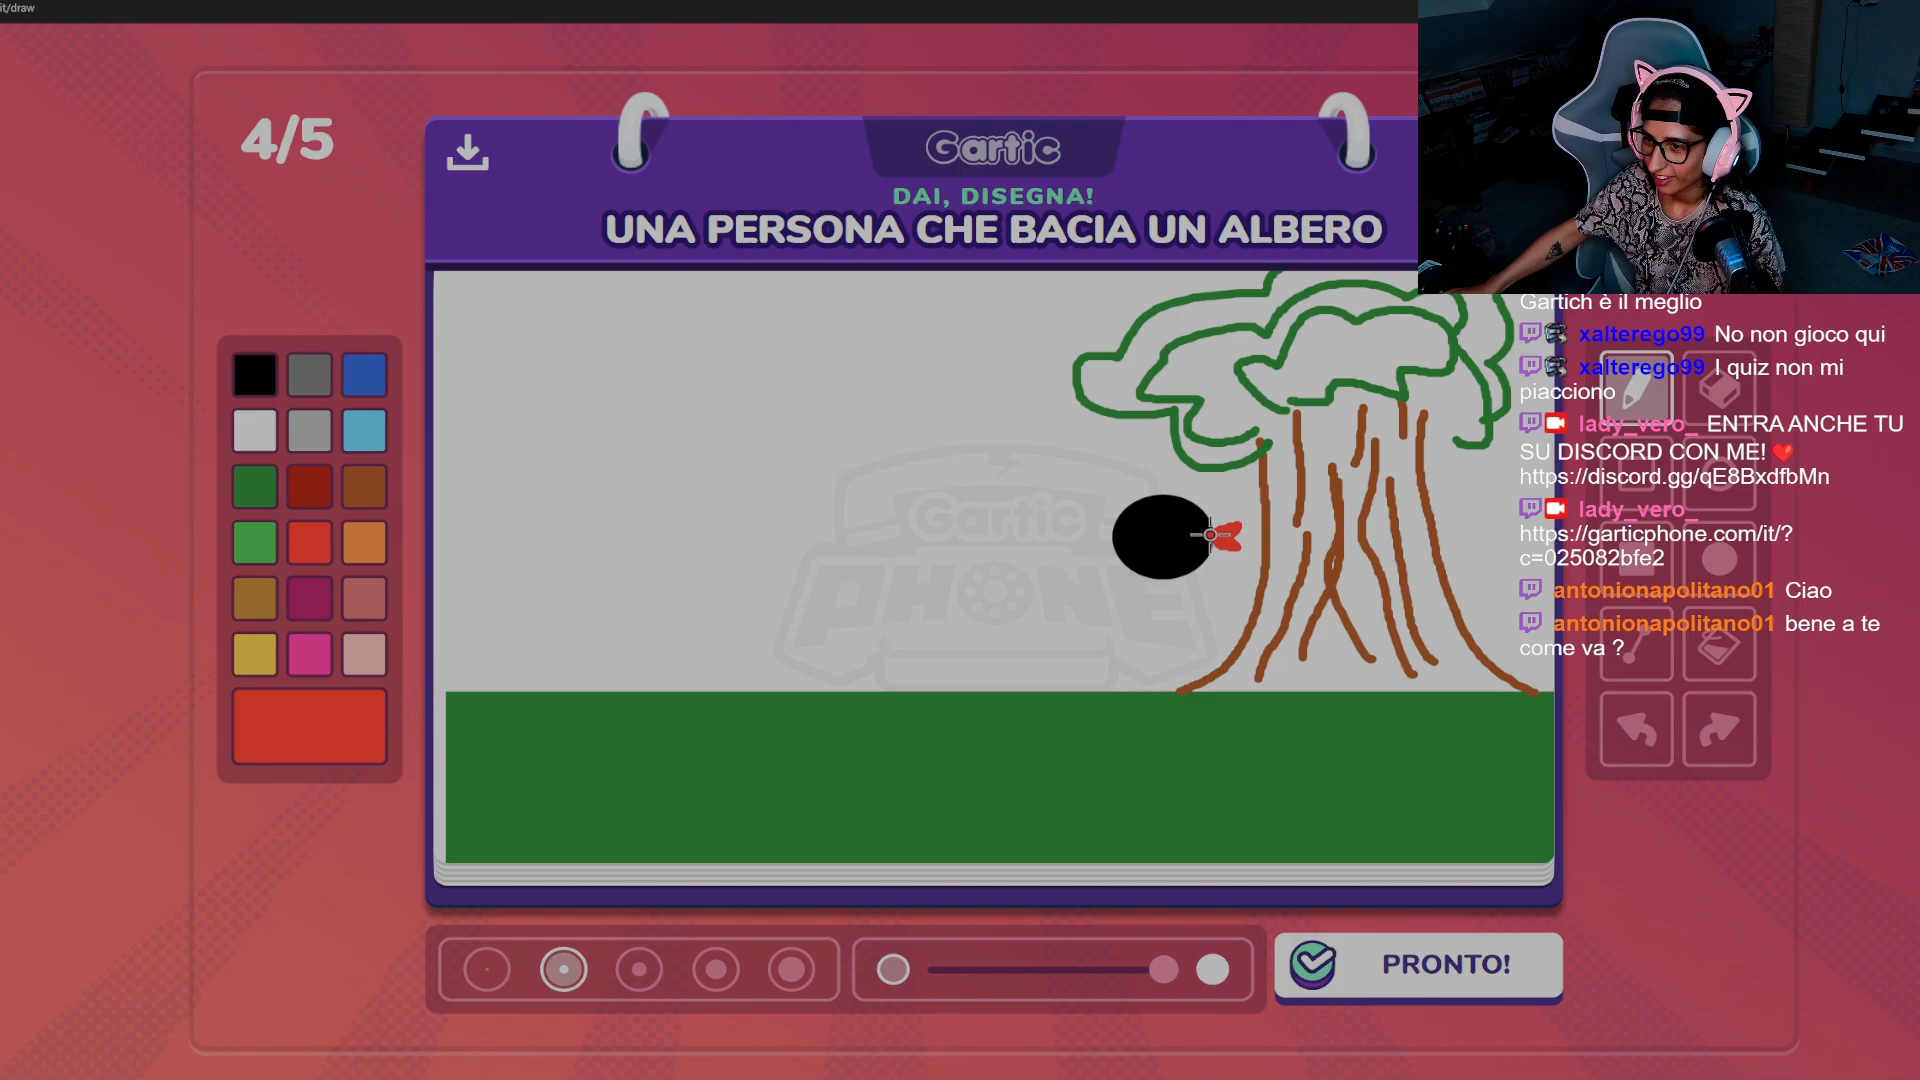 it/draw
4/5
Gartic
DAI, DISEGNA!
UNA PERSONA CHE BACIA UN ALBERO
Gartich è il meglio
xalterego99 No non gioco qui
xalterego99 I quiz non mi
piacciono
lady_vero_ ENTRA ANCHE TU
SU DISCORD CON ME! ❤️
https://discord.gg/qE8BxdfbMn
lady_vero_
https://garticphone.com/it/?
c=025082bfe2
antonionapolitano01 Ciao
antonionapolitano01 bene a te
come va ?
Gartic
PHONE
PRONTO!